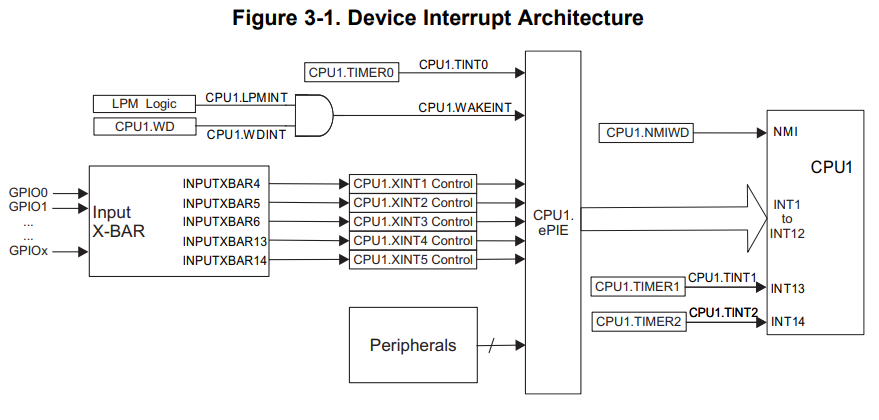 Figure 3-1. Device Interrupt Architecture
CPU1.TIMER0
CPU1.TINT0
LPM Logic
CPU1.LPMINT
CPU1.WD
CPU1.WDINT
CPU1.WAKEINT
GPIO0
GPIO1
...
...
GPIOx
Input
X-BAR
INPUTXBAR4
INPUTXBAR5
INPUTXBAR6
INPUTXBAR13
INPUTXBAR14
CPU1.XINT1 Control
CPU1.XINT2 Control
CPU1.XINT3 Control
CPU1.XINT4 Control
CPU1.XINT5 Control
Peripherals
CPU1.
ePIE
CPU1.NMIWD
NMI
CPU1
INT1
to
INT12
CPU1.TIMER1
CPU1.TINT1
INT13
CPU1.TIMER2
CPU1.TINT2
INT14